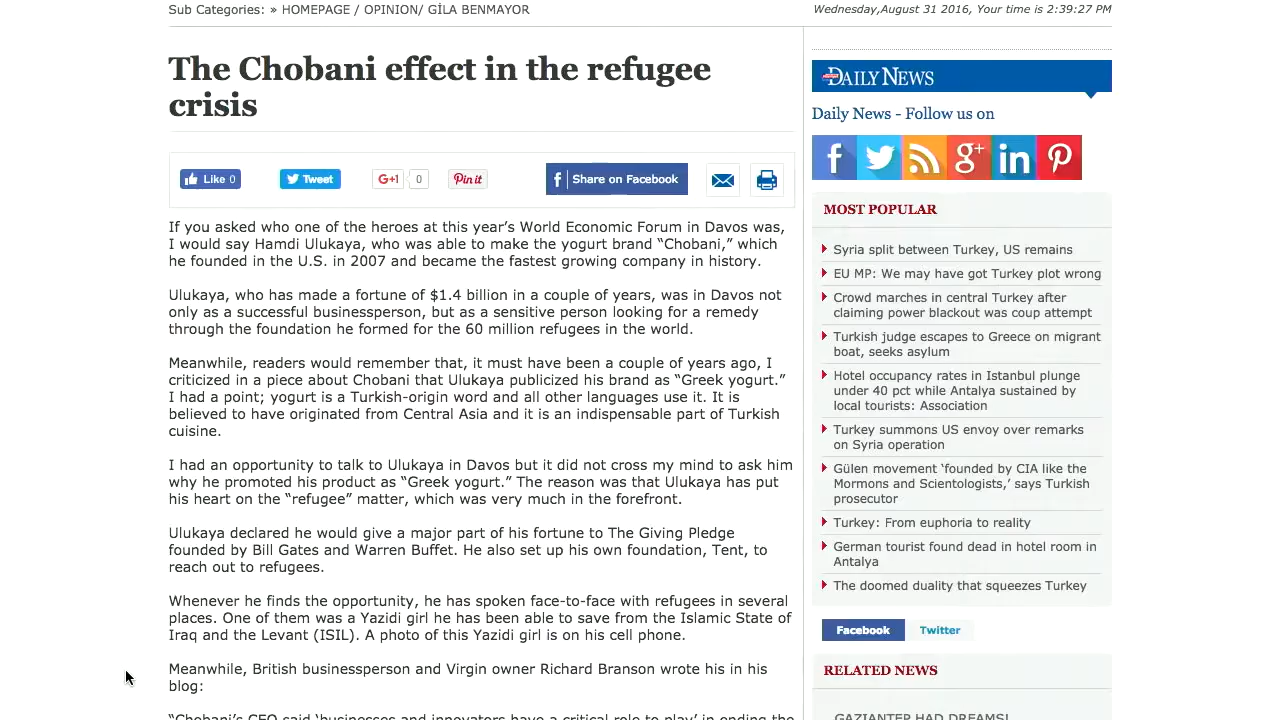 Sub Categories: » HOMEPAGE / OPINION/ GİLA BENMAYOR
Wednesday,August 31 2016, Your time is 2:39:27 PM
The Chobani effect in the refugee
crisis
Like 0
Tweet
G+1 0
Pin it
f Share on Facebook
If you asked who one of the heroes at this year’s World Economic Forum in Davos was,
I would say Hamdi Ulukaya, who was able to make the yogurt brand “Chobani,” which
he founded in the U.S. in 2007 and became the fastest growing company in history.
Ulukaya, who has made a fortune of $1.4 billion in a couple of years, was in Davos not
only as a successful businessperson, but as a sensitive person looking for a remedy
through the foundation he formed for the 60 million refugees in the world.
Meanwhile, readers would remember that, it must have been a couple of years ago, I
criticized in a piece about Chobani that Ulukaya publicized his brand as “Greek yogurt.”
I had a point; yogurt is a Turkish-origin word and all other languages use it. It is
believed to have originated from Central Asia and it is an indispensable part of Turkish
cuisine.
I had an opportunity to talk to Ulukaya in Davos but it did not cross my mind to ask him
why he promoted his product as “Greek yogurt.” The reason was that Ulukaya has put
his heart on the “refugee” matter, which was very much in the forefront.
Ulukaya declared he would give a major part of his fortune to The Giving Pledge
founded by Bill Gates and Warren Buffet. He also set up his own foundation, Tent, to
reach out to refugees.
Whenever he finds the opportunity, he has spoken face-to-face with refugees in several
places. One of them was a Yazidi girl he has been able to save from the Islamic State of
Iraq and the Levant (ISIL). A photo of this Yazidi girl is on his cell phone.
Meanwhile, British businessperson and Virgin owner Richard Branson wrote his in his
blog:
“Chobani’s CEO said ‘businesses and innovators have a critical role to play’ in ending the
DAILY NEWS
Daily News - Follow us on
f g+ in
MOST POPULAR
Syria split between Turkey, US remains
EU MP: We may have got Turkey plot wrong
Crowd marches in central Turkey after
claiming power blackout was coup attempt
Turkish judge escapes to Greece on migrant
boat, seeks asylum
Hotel occupancy rates in Istanbul plunge
under 40 pct while Antalya sustained by
local tourists: Association
Turkey summons US envoy over remarks
on Syria operation
Gülen movement ‘founded by CIA like the
Mormons and Scientologists,’ says Turkish
prosecutor
Turkey: From euphoria to reality
German tourist found dead in hotel room in
Antalya
The doomed duality that squeezes Turkey
Facebook Twitter
RELATED NEWS
GAZIANTEP HAD DREAMS!